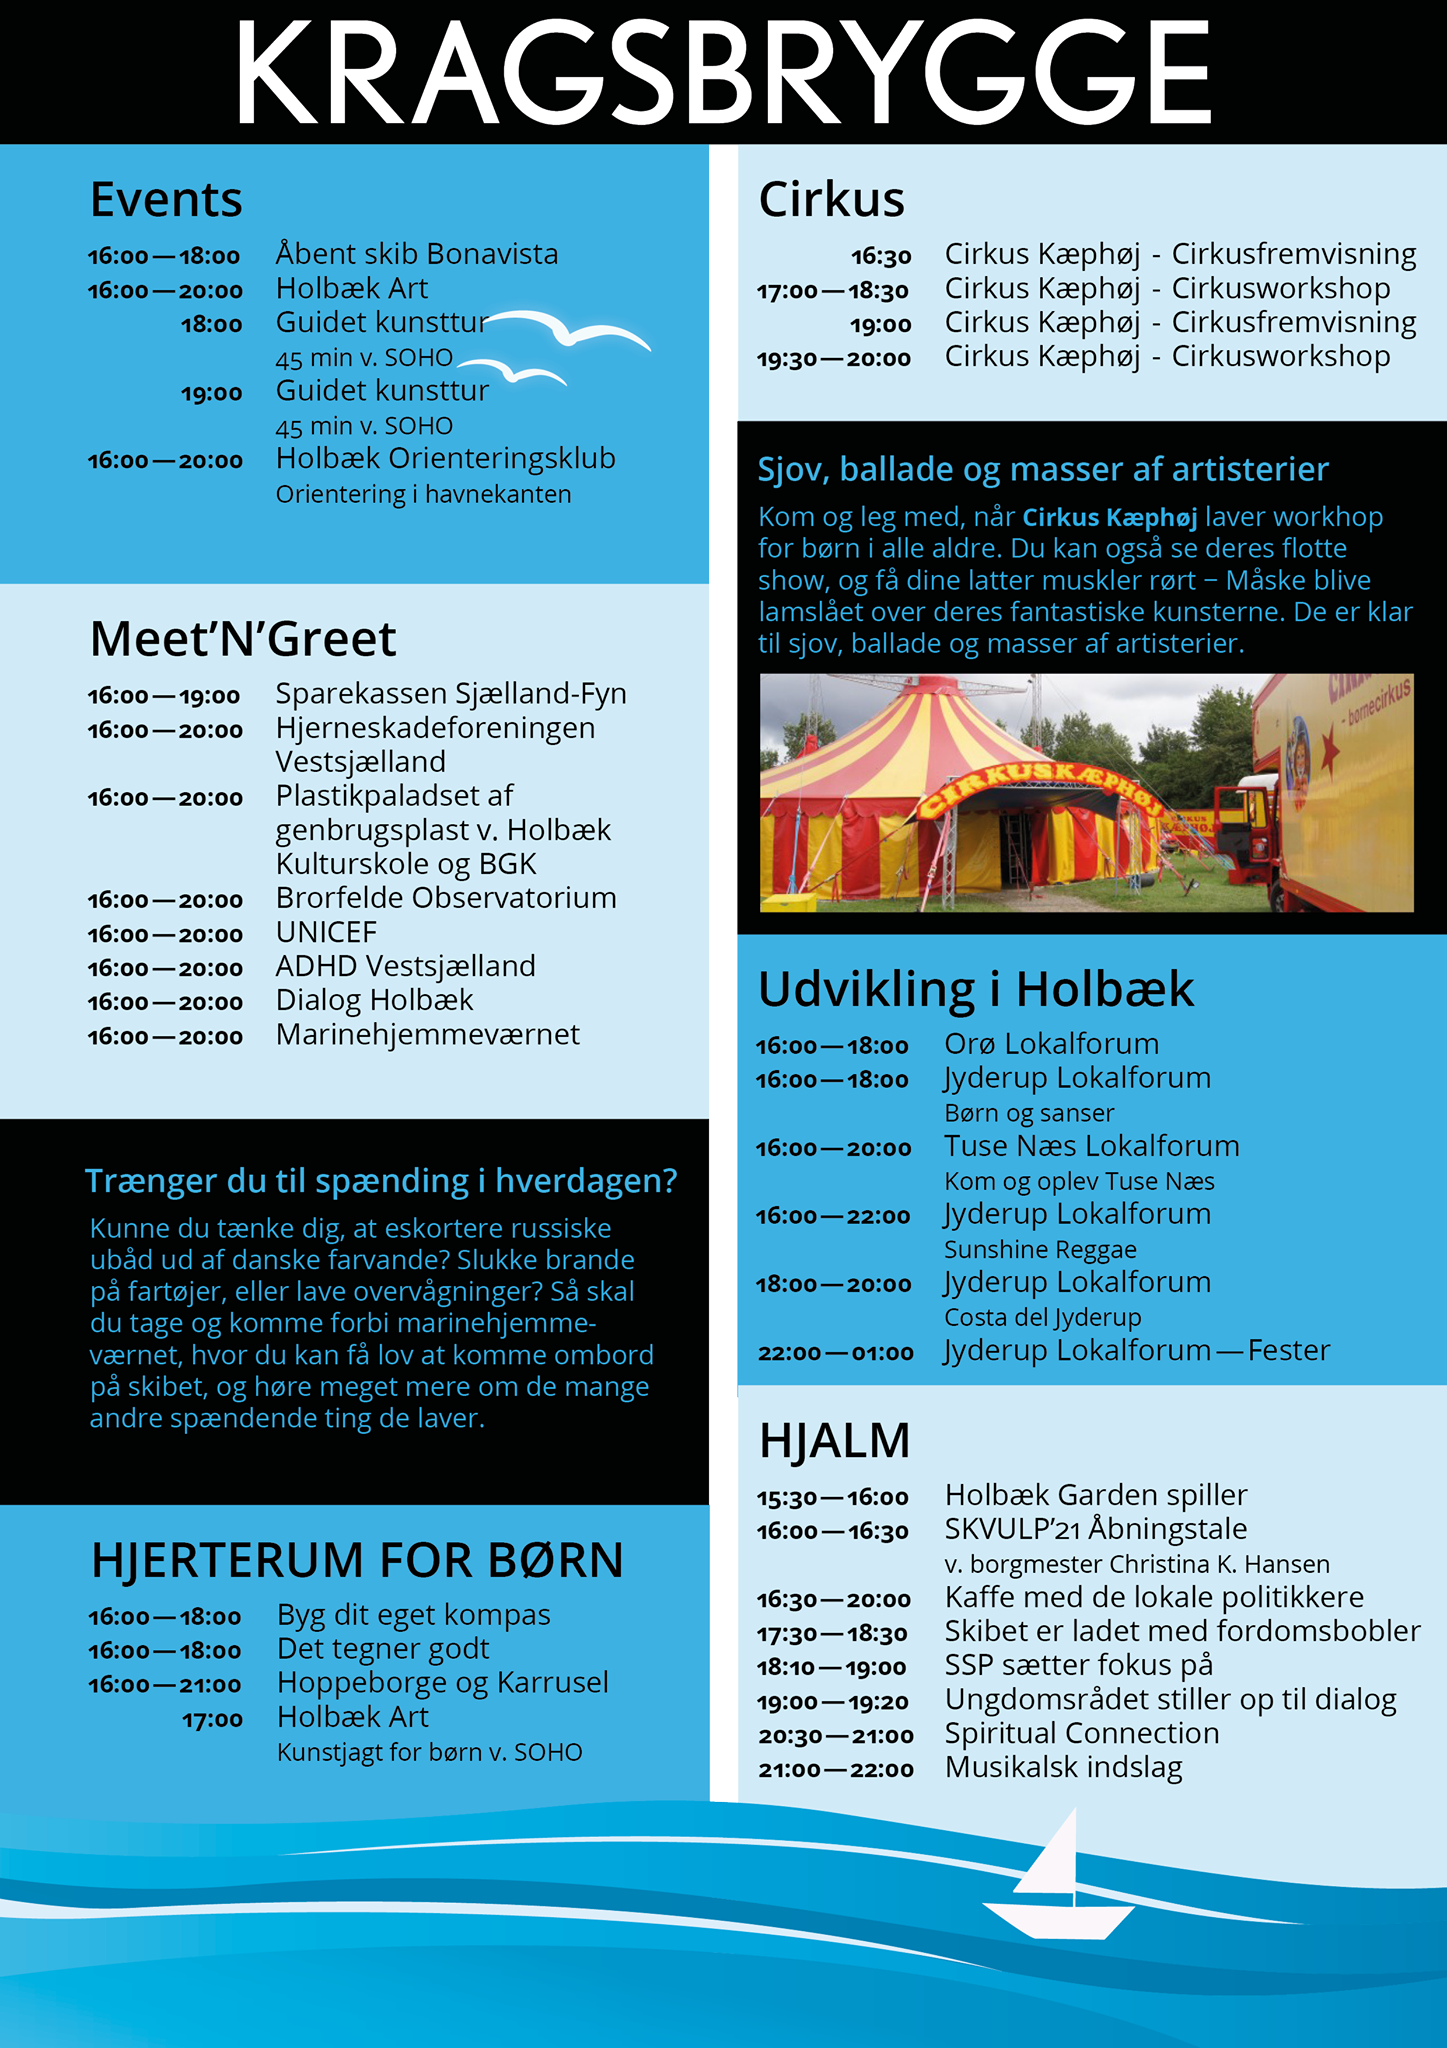 KRAGSBRYGGE
Events
16:00—18:00 Åbent skib Bonavista
16:00—20:00 Holbæk Art
18:00 Guidet kunsttur
45 min v. SOHO
19:00 Guidet kunsttur
45 min v. SOHO
16:00—20:00 Holbæk Orienteringsklub
Orientering i havnekanten
Meet’N’Greet
16:00—19:00 Sparekassen Sjælland-Fyn
16:00—20:00 Hjerneskadeforeningen
Vestsjælland
16:00—20:00 Plastikpaladset af
genbrugsplast v. Holbæk
Kulturskole og BGK
16:00—20:00 Brorfelde Observatorium
16:00—20:00 UNICEF
16:00—20:00 ADHD Vestsjælland
16:00—20:00 Dialog Holbæk
16:00—20:00 Marinehjemmeværnet
Trænger du til spænding i hverdagen?
Kunne du tænke dig, at eskortere russiske
ubåd ud af danske farvande? Slukke brande
på fartøjer, eller lave overvågninger? Så skal
du tage og komme forbi marinehjemme-
værnet, hvor du kan få lov at komme ombord
på skibet, og høre meget mere om de mange
andre spændende ting de laver.
HJERTERUM FOR BØRN
16:00—18:00 Byg dit eget kompas
16:00—18:00 Det tegner godt
16:00—21:00 Hoppeborge og Karrusel
17:00 Holbæk Art
Kunstjagt for børn v. SOHO
Cirkus
16:30 Cirkus Kæphøj - Cirkusfremvisning
17:00—18:30 Cirkus Kæphøj - Cirkusworkshop
19:00 Cirkus Kæphøj - Cirkusfremvisning
19:30—20:00 Cirkus Kæphøj - Cirkusworkshop
Sjov, ballade og masser af artisterier
Kom og leg med, når Cirkus Kæphøj laver workhop
for børn i alle aldre. Du kan også se deres flotte
show, og få dine latter muskler rørt – Måske blive
lamslået over deres fantastiske kunsterne. De er klar
til sjov, ballade og masser af artisterier.
CIRKUS KÆPHØJ
CIRKUS
KÆPHØJ
- børnecirkus
Udvikling i Holbæk
16:00—18:00 Orø Lokalforum
16:00—18:00 Jyderup Lokalforum
Børn og sanser
16:00—20:00 Tuse Næs Lokalforum
Kom og oplev Tuse Næs
16:00—22:00 Jyderup Lokalforum
Sunshine Reggae
18:00—20:00 Jyderup Lokalforum
Costa del Jyderup
22:00—01:00 Jyderup Lokalforum—Fester
HJALM
15:30—16:00 Holbæk Garden spiller
16:00—16:30 SKVULP’21 Åbningstale
v. borgmester Christina K. Hansen
16:30—20:00 Kaffe med de lokale politikkere
17:30—18:30 Skibet er ladet med fordomsbobler
18:10—19:00 SSP sætter fokus på
19:00—19:20 Ungdomsrådet stiller op til dialog
20:30—21:00 Spiritual Connection
21:00—22:00 Musikalsk indslag